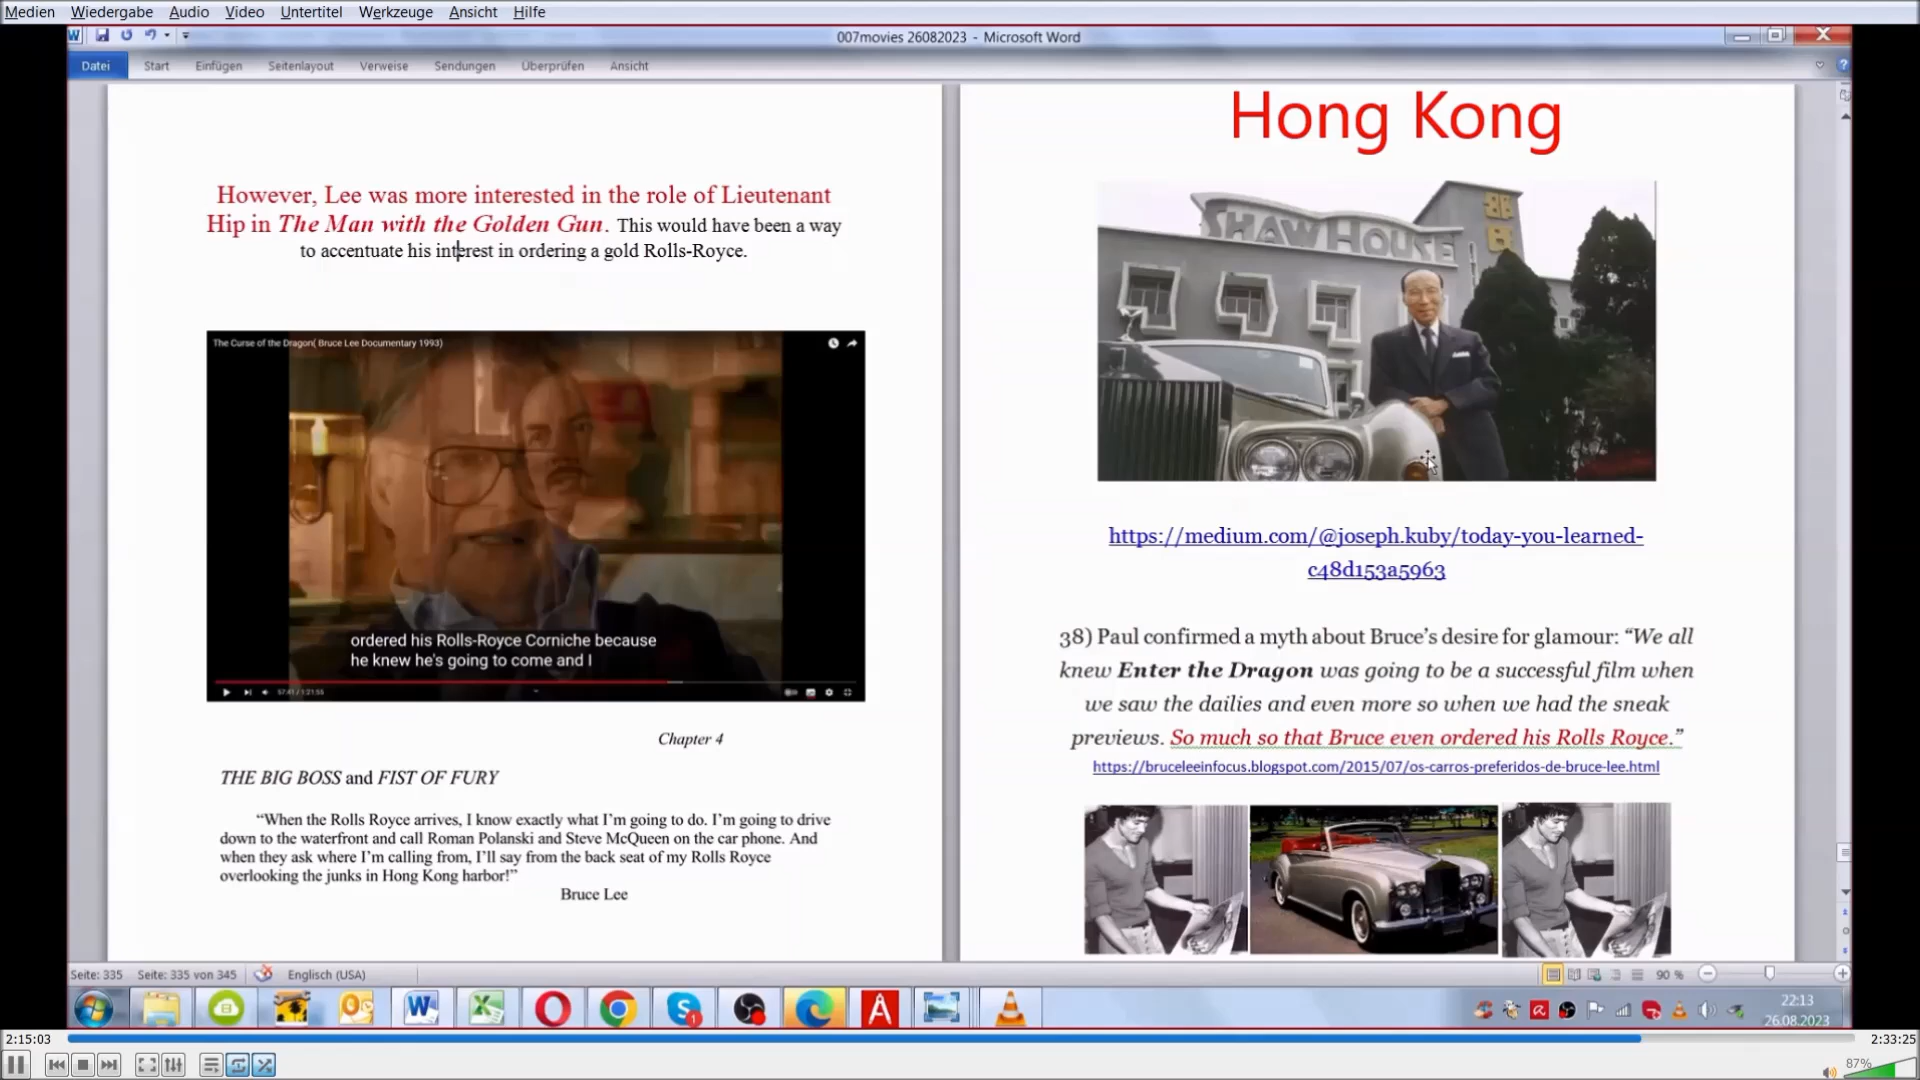 Medien Wiedergabe Audio Video Untertitel Werkzeuge Ansicht Hilfe
007movies 26082023 - Microsoft Word
Datei Start Einfügen Seitenlayout Verweise Sendungen Überprüfen Ansicht
However, Lee was more interested in the role of Lieutenant
Hip in The Man with the Golden Gun. This would have been a way
to accentuate his interest in ordering a gold Rolls-Royce.
The Curse of the Dragon( Bruce Lee Documentary 1993)
ordered his Rolls-Royce Corniche because
he knew he's going to come and I
57:41 / 1:21:55
Chapter 4
THE BIG BOSS and FIST OF FURY
“When the Rolls Royce arrives, I know exactly what I’m going to do. I’m going to drive
down to the waterfront and call Roman Polanski and Steve McQueen on the car phone. And
when they ask where I’m calling from, I’ll say from the back seat of my Rolls Royce
overlooking the junks in Hong Kong harbor!”
Bruce Lee
Hong Kong
SHAW HOUSE
https://medium.com/@joseph.kuby/today-you-learned-
c48d153a5963
38) Paul confirmed a myth about Bruce’s desire for glamour: “We all
knew Enter the Dragon was going to be a successful film when
we saw the dailies and even more so when we had the sneak
previews. So much so that Bruce even ordered his Rolls Royce.”
https://bruceleeinfocus.blogspot.com/2015/07/os-carros-preferidos-de-bruce-lee.html
Seite: 335 Seite: 335 von 345 Englisch (USA) 90 %
22:13
26.08.2023
2:15:03 2:33:25
87%